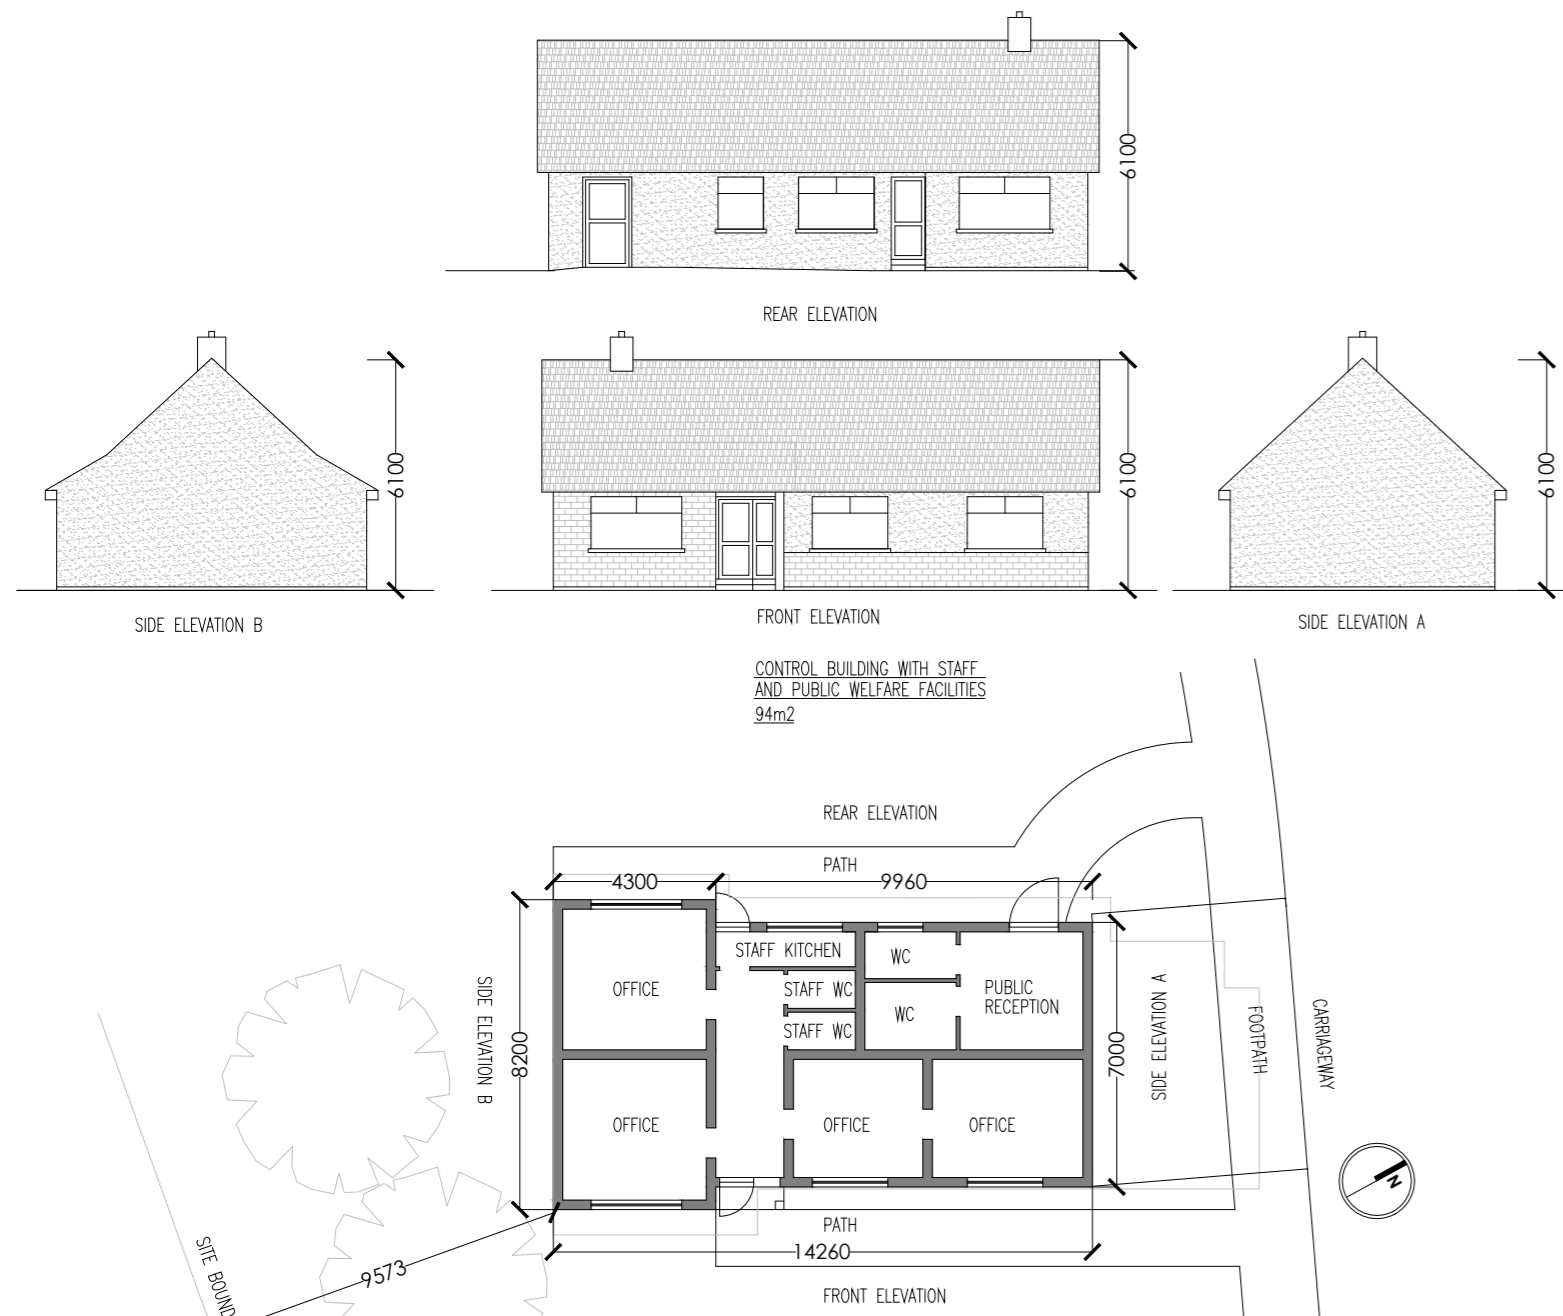 6100
REAR ELEVATION
6100
6100
6100
SIDE ELEVATION B
FRONT ELEVATION
SIDE ELEVATION A
CONTROL BUILDING WITH STAFF
AND PUBLIC WELFARE FACILITIES
94m2
REAR ELEVATION
PATH
4300
9960
STAFF KITCHEN
WC
OFFICE
STAFF WC
PUBLIC
RECEPTION
WC
STAFF WC
SIDE ELEVATION B
8200
7000
SIDE ELEVATION A
FOOTPATH
CARRIAGEWAY
OFFICE
OFFICE
OFFICE
N
PATH
14260
SITE BOUND
9573
FRONT ELEVATION